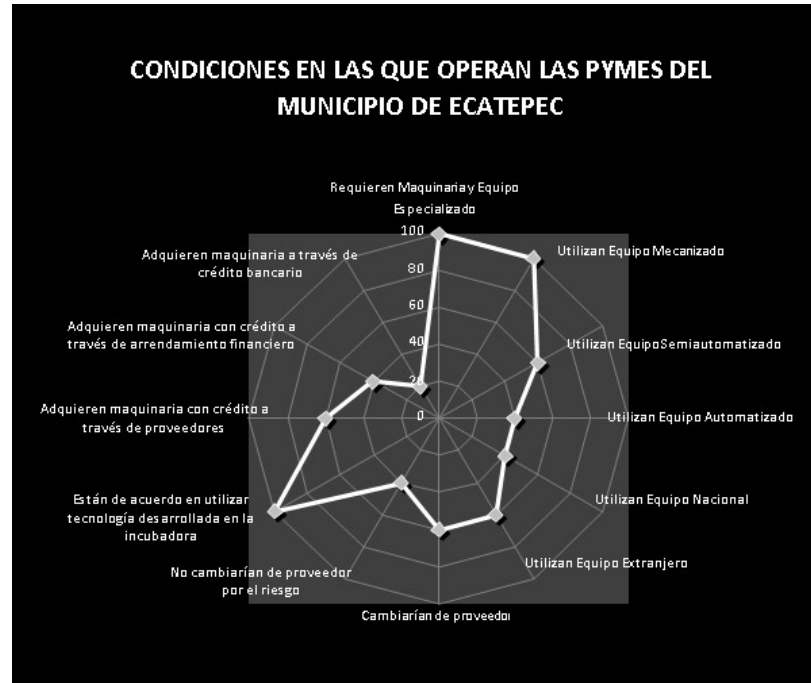 CONDICIONES EN LAS QUE OPERAN LAS PYMES DEL
MUNICIPIO DE ECATEPEC
Requieren Maquinaria y Equipo
Especializado
Utilizan Equipo Mecanizado
Utilizan Equipo Semiautomatizado
Utilizan Equipo Automatizado
Utilizan Equipo Nacional
Utilizan Equipo Extranjero
Cambiarían de proveedor
No cambiarían de proveedor
por el riesgo
Están de acuerdo en utilizar
tecnología desarrollada en la
incubadora
Adquieren maquinaria con crédito a
través de proveedores
Adquieren maquinaria con crédito a
través de arrendamiento financiero
Adquieren maquinaria a través de
crédito bancario
100
80
60
40
20
0